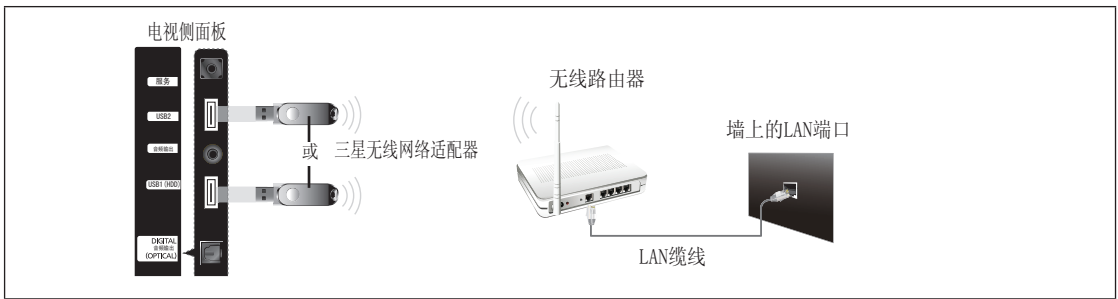 电视侧面板
服务
USB2
音频输出
USB1 (HDD)
DIGITAL
音频输出
(OPTICAL)
或
三星无线网络适配器
无线路由器
LAN缆线
墙上的LAN端口